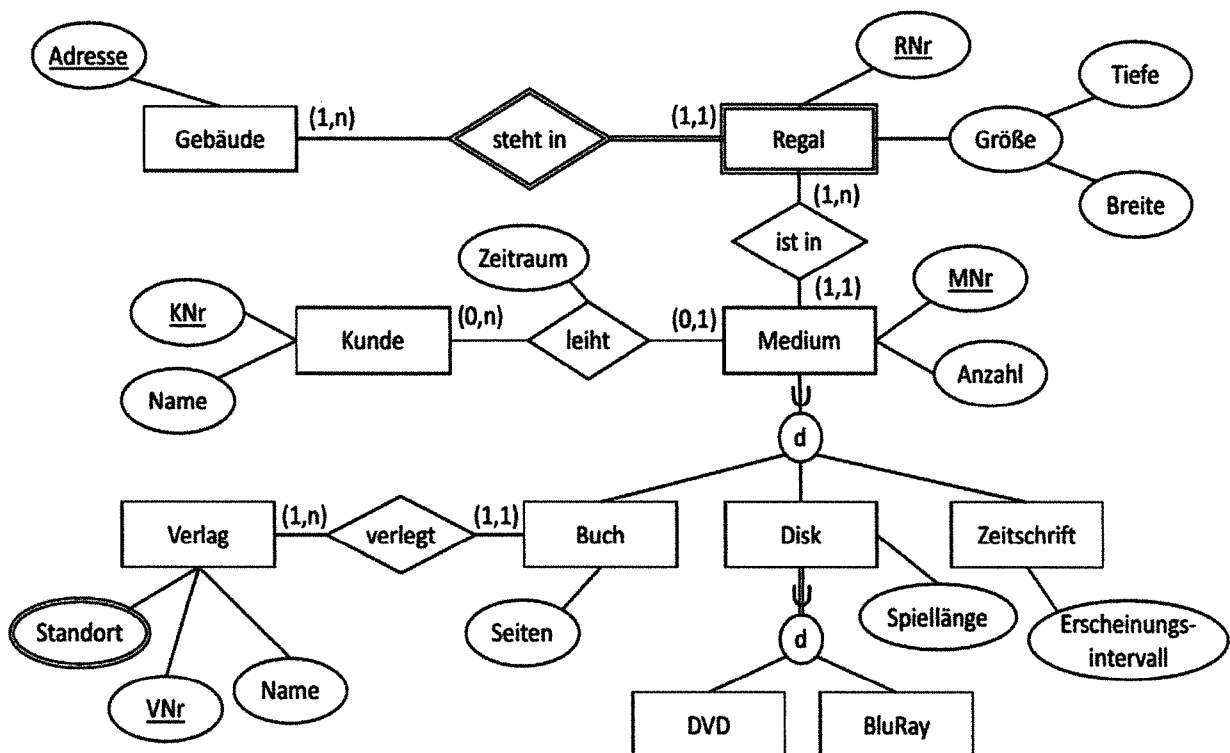 Adresse
RNr
Tiefe
Gebäude
(1,n)
steht in
(1,1)
Regal
Größe
Breite
(1,n)
ist in
Zeitraum
(1,1)
MNr
KNr
Kunde
(0,n)
leiht
(0,1)
Medium
Name
Anzahl
d
Verlag
(1,n)
verlegt
(1,1)
Buch
Disk
Zeitschrift
Standort
VNr
Name
Seiten
d
Spiellänge
Erscheinungs-
intervall
DVD
BluRay